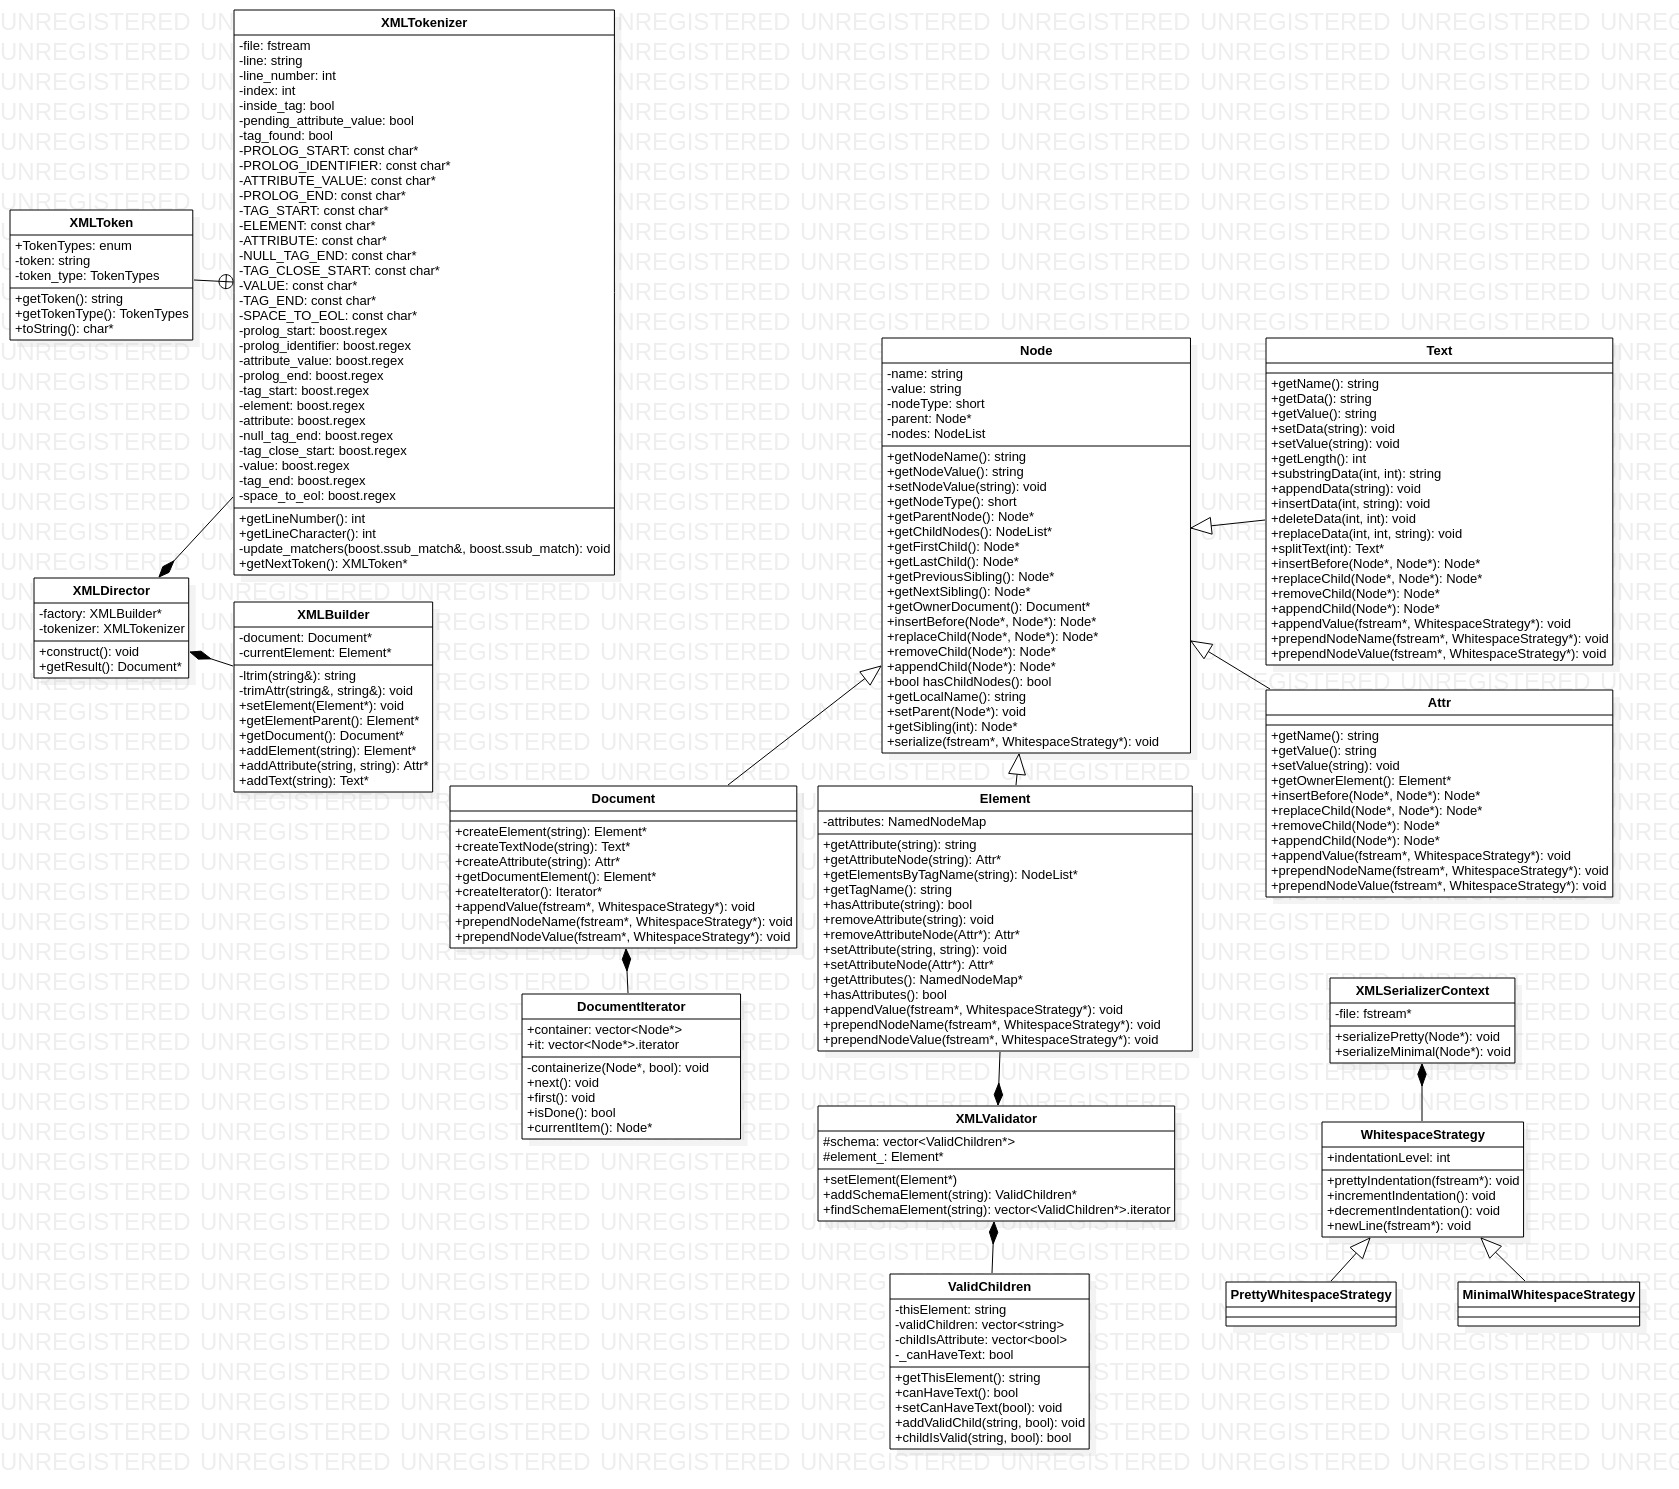 XMLTokenizer
-file: fstream
-line: string
-line_number: int
-index: int
-inside_tag: bool
-pending_attribute_value: bool
-tag_found: bool
-PROLOG_START: const char*
-PROLOG_IDENTIFIER: const char*
-ATTRIBUTE_VALUE: const char*
-PROLOG_END: const char*
-TAG_START: const char*
-ELEMENT: const char*
-ATTRIBUTE: const char*
-NULL_TAG_END: const char*
-TAG_CLOSE_START: const char*
-VALUE: const char*
-TAG_END: const char*
-SPACE_TO_EOL: const char*
-prolog_start: boost.regex
-prolog_identifier: boost.regex
-attribute_value: boost.regex
-prolog_end: boost.regex
-tag_start: boost.regex
-element: boost.regex
-attribute: boost.regex
-null_tag_end: boost.regex
-tag_close_start: boost.regex
-value: boost.regex
-tag_end: boost.regex
-space_to_eol: boost.regex
+getLineNumber(): int
+getLineCharacter(): int
-update_matchers(boost.ssub_match&, boost.ssub_match): void
+getNextToken(): XMLToken*
XMLToken
+TokenTypes: enum
-token: string
-token_type: TokenTypes
+getToken(): string
+getTokenType(): TokenTypes
+toString(): char*
XMLDirector
-factory: XMLBuilder*
-tokenizer: XMLTokenizer
+construct(): void
+getResult(): Document*
XMLBuilder
-document: Document*
-currentElement: Element*
-ltrim(string&): string
-trimAttr(string&, string&): void
+setElement(Element*): void
+getElementParent(): Element*
+getDocument(): Document*
+addElement(string): Element*
+addAttribute(string, string): Attr*
+addText(string): Text*
Node
-name: string
-value: string
-nodeType: short
-parent: Node*
-nodes: NodeList
+getNodeName(): string
+getNodeValue(): string
+setNodeValue(string): void
+getNodeType(): short
+getParentNode(): Node*
+getChildNodes(): NodeList*
+getFirstChild(): Node*
+getLastChild(): Node*
+getPreviousSibling(): Node*
+getNextSibling(): Node*
+getOwnerDocument(): Document*
+insertBefore(Node*, Node*): Node*
+replaceChild(Node*, Node*): Node*
+removeChild(Node*): Node*
+appendChild(Node*): Node*
+bool hasChildNodes(): bool
+getLocalName(): string
+setParent(Node*): void
+getSibling(int): Node*
+serialize(fstream*, WhitespaceStrategy*): void
Text
+getName(): string
+getData(): string
+getValue(): string
+setData(string): void
+setValue(string): void
+getLength(): int
+substringData(int, int): string
+appendData(string): void
+insertData(int, string): void
+deleteData(int, int): void
+replaceData(int, int, string): void
+splitText(int): Text*
+insertBefore(Node*, Node*): Node*
+replaceChild(Node*, Node*): Node*
+removeChild(Node*): Node*
+appendChild(Node*): Node*
+appendValue(fstream*, WhitespaceStrategy*): void
+prependNodeName(fstream*, WhitespaceStrategy*): void
+prependNodeValue(fstream*, WhitespaceStrategy*): void
Attr
+getName(): string
+getValue(): string
+setValue(string): void
+getOwnerElement(): Element*
+insertBefore(Node*, Node*): Node*
+replaceChild(Node*, Node*): Node*
+removeChild(Node*): Node*
+appendChild(Node*): Node*
+appendValue(fstream*, WhitespaceStrategy*): void
+prependNodeName(fstream*, WhitespaceStrategy*): void
+prependNodeValue(fstream*, WhitespaceStrategy*): void
Document
+createElement(string): Element*
+createTextNode(string): Text*
+createAttribute(string): Attr*
+getDocumentElement(): Element*
+createIterator(): Iterator*
+appendValue(fstream*, WhitespaceStrategy*): void
+prependNodeName(fstream*, WhitespaceStrategy*): void
+prependNodeValue(fstream*, WhitespaceStrategy*): void
Element
-attributes: NamedNodeMap
+getAttribute(string): string
+getAttributeNode(string): Attr*
+getElementsByTagName(string): NodeList*
+getTagName(): string
+hasAttribute(string): bool
+removeAttribute(string): void
+removeAttributeNode(Attr*): Attr*
+setAttribute(string, string): void
+setAttributeNode(Attr*): Attr*
+getAttributes(): NamedNodeMap*
+hasAttributes(): bool
+appendValue(fstream*, WhitespaceStrategy*): void
+prependNodeName(fstream*, WhitespaceStrategy*): void
+prependNodeValue(fstream*, WhitespaceStrategy*): void
DocumentIterator
+container: vector<Node*>
+it: vector<Node*>.iterator
-containerize(Node*, bool): void
+next(): void
+first(): void
+isDone(): bool
+currentItem(): Node*
XMLValidator
#schema: vector<ValidChildren*>
#element_: Element*
+setElement(Element*)
+addSchemaElement(string): ValidChildren*
+findSchemaElement(string): vector<ValidChildren*>.iterator
ValidChildren
-thisElement: string
-validChildren: vector<string>
-childIsAttribute: vector<bool>
-_canHaveText: bool
+getThisElement(): string
+canHaveText(): bool
+setCanHaveText(bool): void
+addValidChild(string, bool): void
+childIsValid(string, bool): bool
XMLSerializerContext
-file: fstream*
+serializePretty(Node*): void
+serializeMinimal(Node*): void
WhitespaceStrategy
+indentationLevel: int
+prettyIndentation(fstream*): void
+incrementIndentation(): void
+decrementIndentation(): void
+newLine(fstream*): void
PrettyWhitespaceStrategy
MinimalWhitespaceStrategy
UNREGISTERED